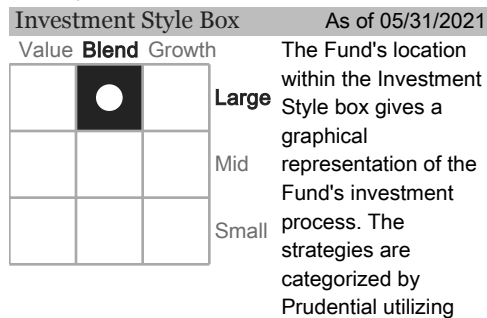 Investment Style Box As of 05/31/2021
Value Blend Growth
Large
Mid
Small
The Fund's location
within the Investment
Style box gives a
graphical
representation of the
Fund's investment
process. The
strategies are
categorized by
Prudential utilizing